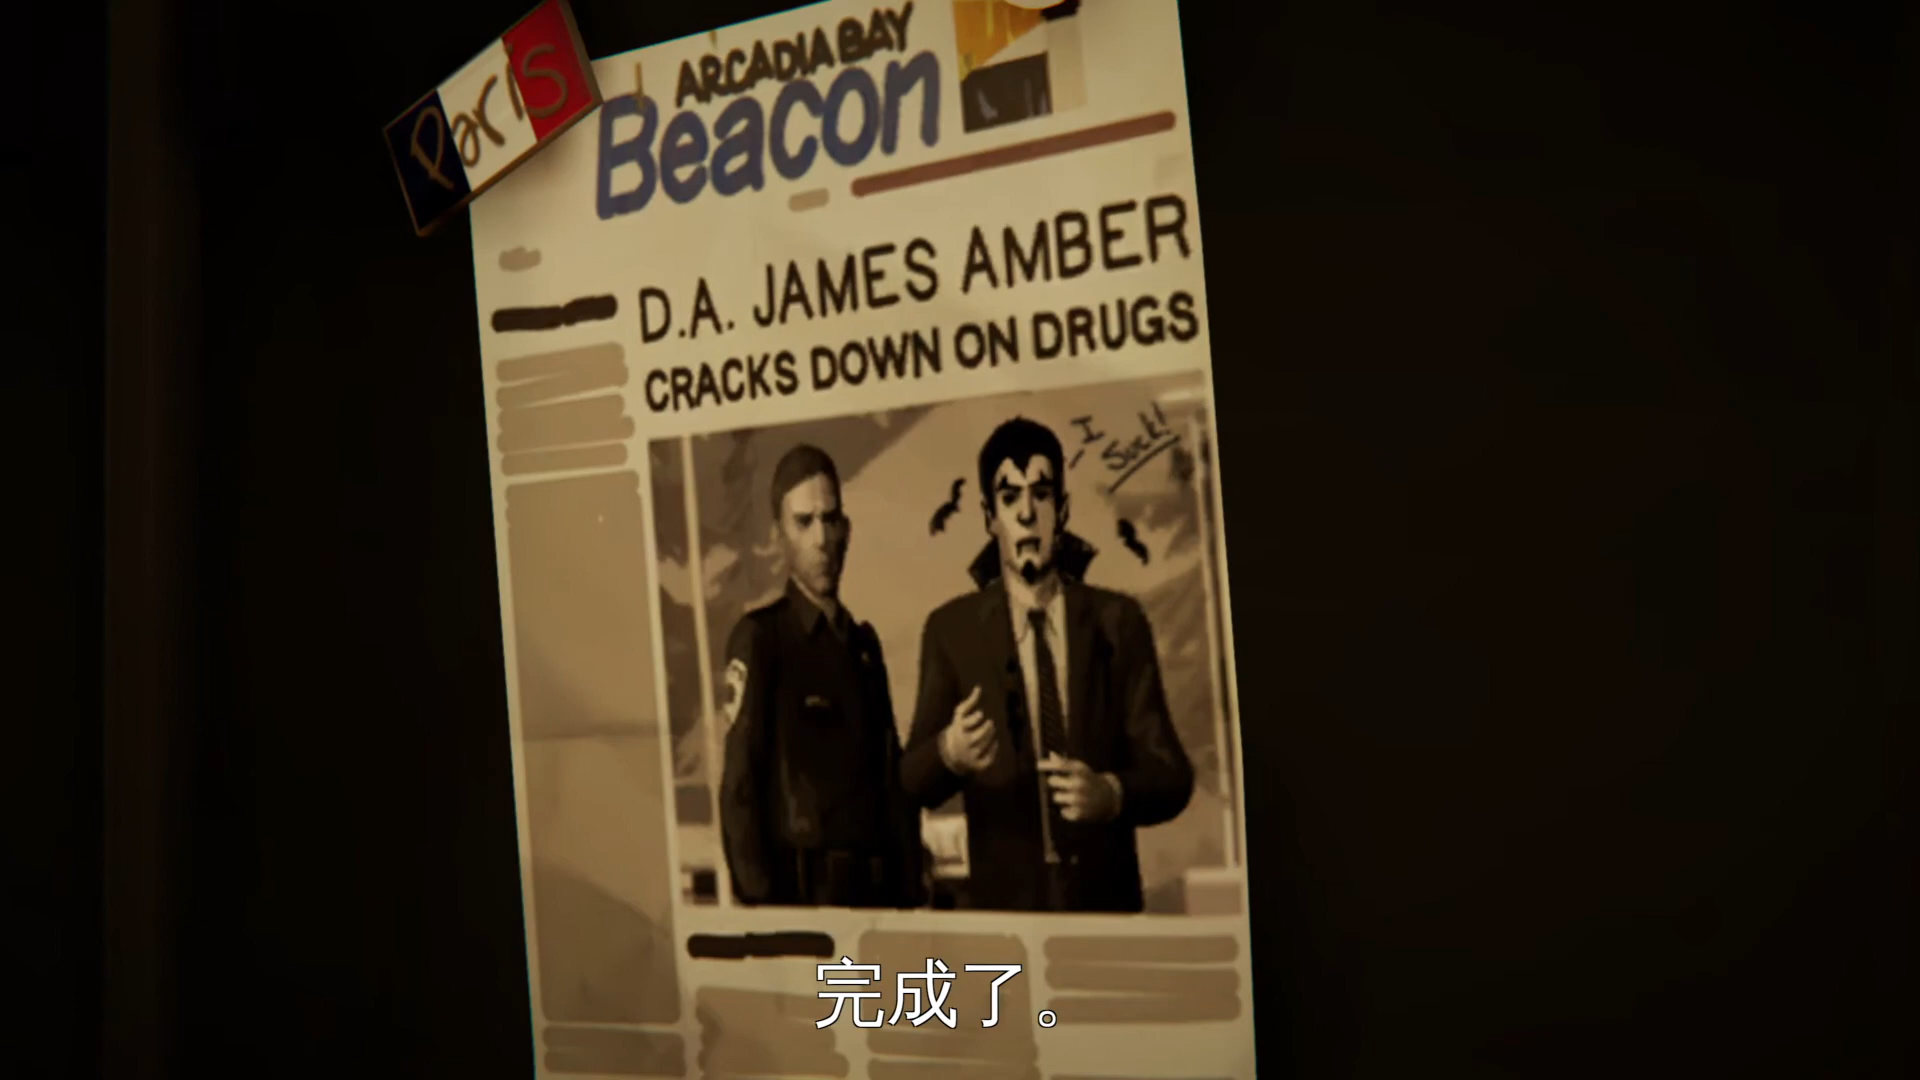 Paris
ARCADIA BAY
Beacon
D.A. JAMES AMBER
CRACKS DOWN ON DRUGS
I
Suck!
完成了。